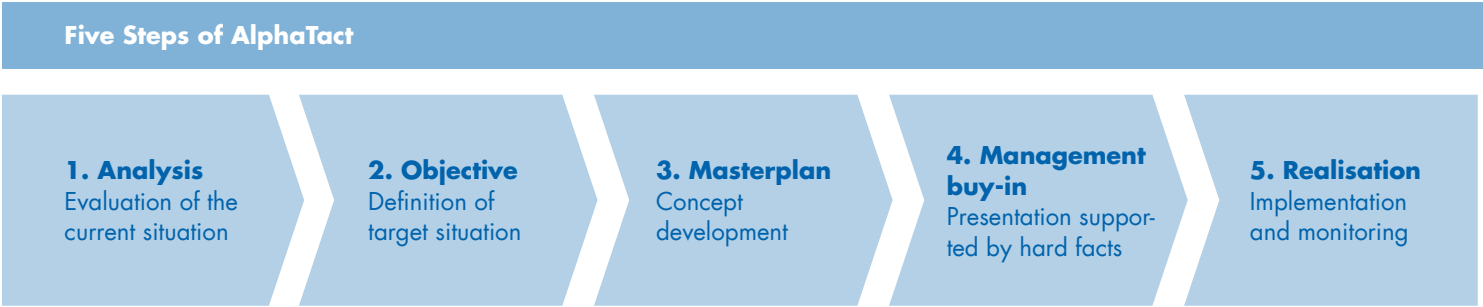 Five Steps of AlphaTact
1. Analysis
Evaluation of the
current situation
2. Objective
Definition of
target situation
3. Masterplan
Concept
development
4. Management
buy-in
Presentation suppor-
ted by hard facts
5. Realisation
Implementation
and monitoring